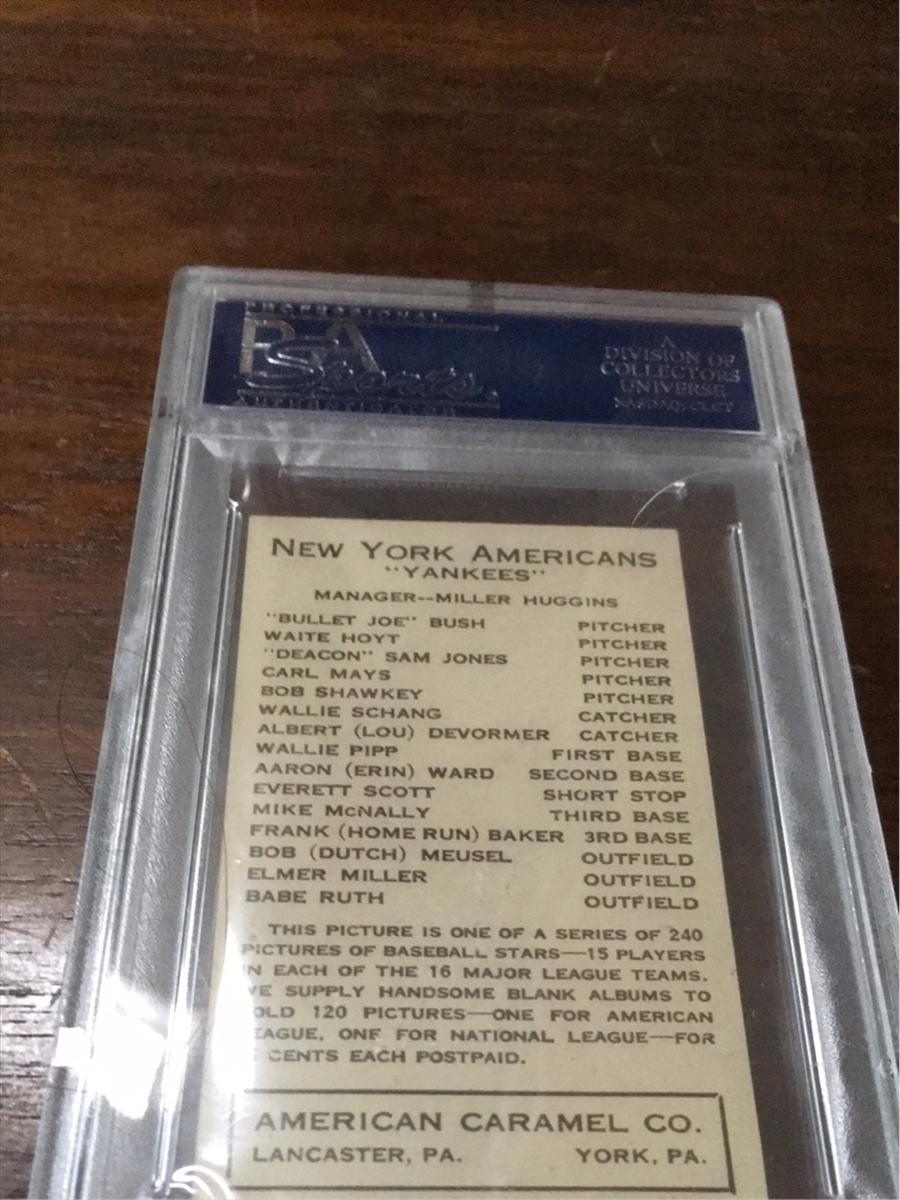 PROFESSIONAL
PSA
Sports
AUTHENTICATOR
A
DIVISION OF
COLLECTORS
UNIVERSE
NASDAQ: CLCT
NEW YORK AMERICANS
"YANKEES"
MANAGER--MILLER HUGGINS
"BULLET JOE" BUSH PITCHER
WAITE HOYT PITCHER
"DEACON" SAM JONES PITCHER
CARL MAYS PITCHER
BOB SHAWKEY PITCHER
WALLIE SCHANG CATCHER
ALBERT (LOU) DEVORMER CATCHER
WALLIE PIPP FIRST BASE
AARON (ERIN) WARD SECOND BASE
EVERETT SCOTT SHORT STOP
MIKE McNALLY THIRD BASE
FRANK (HOME RUN) BAKER 3RD BASE
BOB (DUTCH) MEUSEL OUTFIELD
ELMER MILLER OUTFIELD
BABE RUTH OUTFIELD
THIS PICTURE IS ONE OF A SERIES OF 240
PICTURES OF BASEBALL STARS—15 PLAYERS
IN EACH OF THE 16 MAJOR LEAGUE TEAMS.
WE SUPPLY HANDSOME BLANK ALBUMS TO
HOLD 120 PICTURES—ONE FOR AMERICAN
LEAGUE, ONE FOR NATIONAL LEAGUE—FOR
CENTS EACH POSTPAID.
AMERICAN CARAMEL CO.
LANCASTER, PA. YORK, PA.